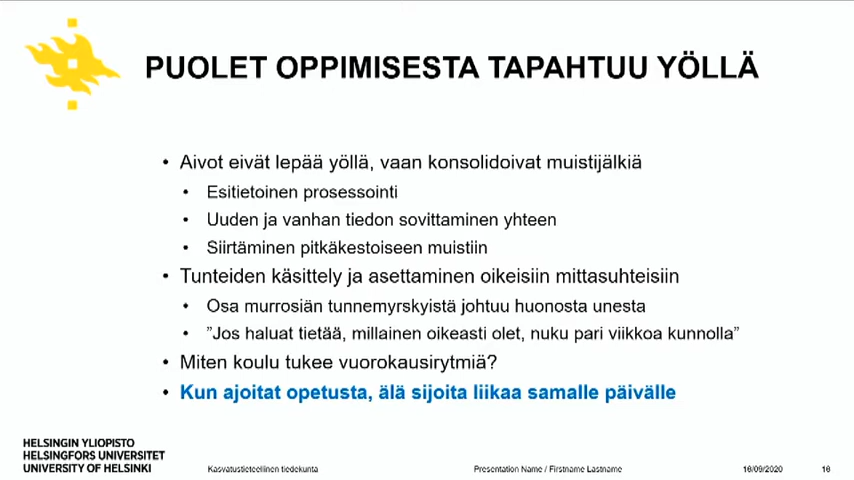 PUOLET OPPIMISESTA TAPAHTUU YÖLLÄ
• Aivot eivät lepää yöllä, vaan konsolidoivat muistijälkiä
• Esitietoinen prosessointi
• Uuden ja vanhan tiedon sovittaminen yhteen
• Siirtäminen pitkäkestoiseen muistiin
• Tunteiden käsittely ja asettaminen oikeisiin mittasuhteisiin
• Osa murrosiän tunnemyrskyistä johtuu huonosta unesta
• ”Jos haluat tietää, millainen oikeasti olet, nuku pari viikkoa kunnolla”
• Miten koulu tukee vuorokausirytmiä?
• Kun ajoitat opetusta, älä sijoita liikaa samalle päivälle
HELSINGIN YLIOPISTO
HELSINGFORS UNIVERSITET
UNIVERSITY OF HELSINKI
Kasvatustieteellinen tiedekunta
Presentation Name / Firstname Lastname
16/09/2020
16